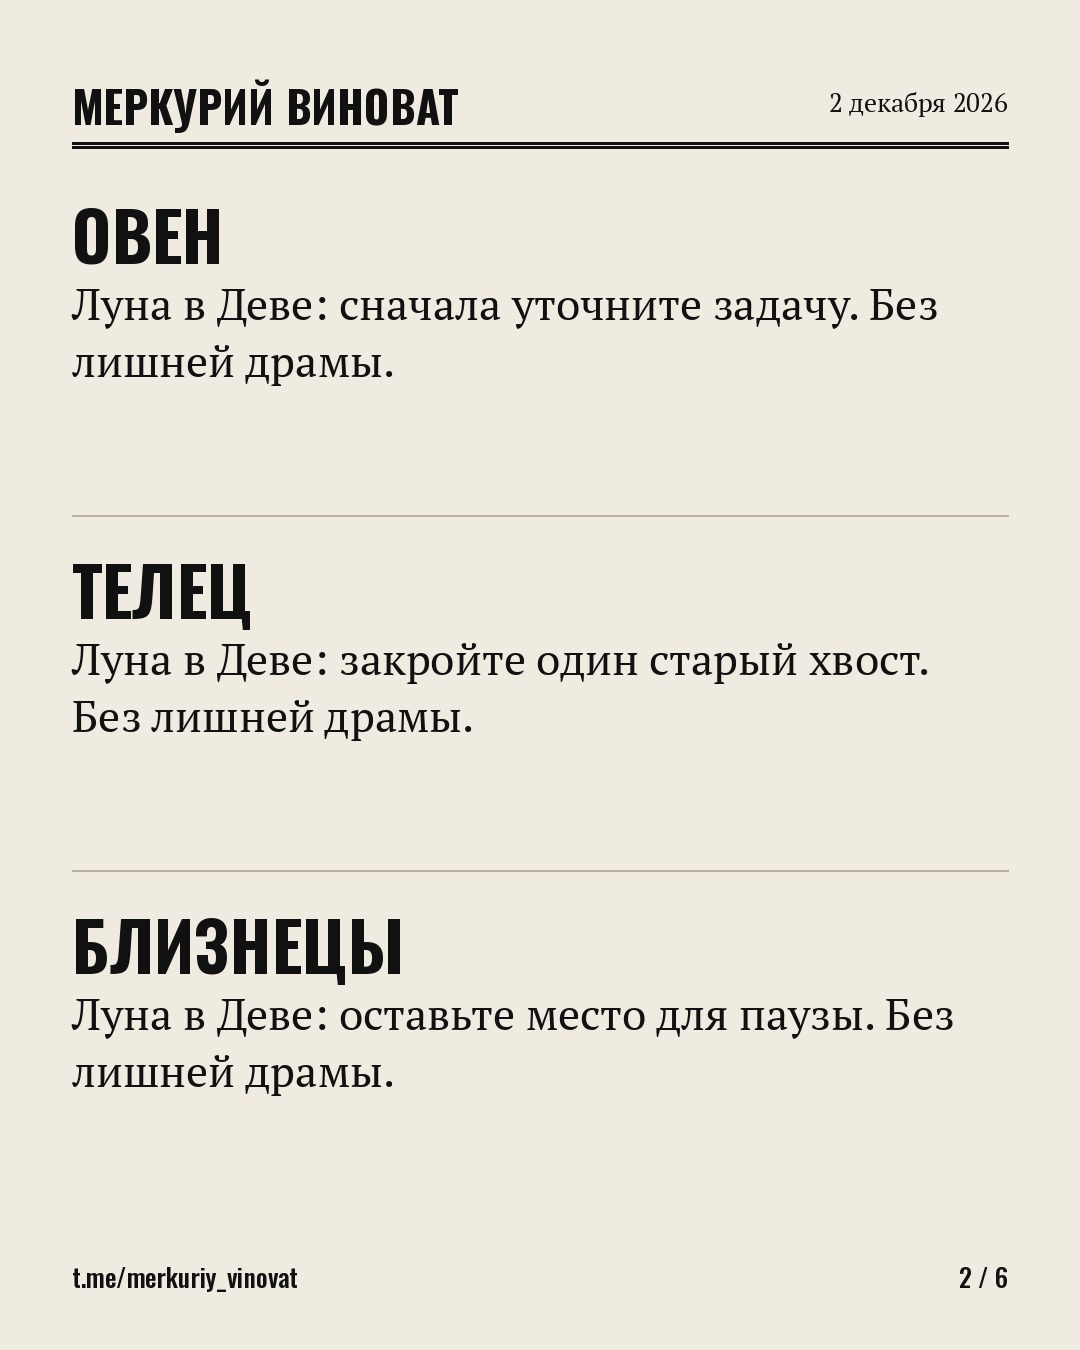 МЕРКУРИЙ ВИНОВАТ
2 декабря 2026
ОВЕН
Луна в Деве: сначала уточните задачу. Без
лишней драмы.
ТЕЛЕЦ
Луна в Деве: закройте один старый хвост.
Без лишней драмы.
БЛИЗНЕЦЫ
Луна в Деве: оставьте место для паузы. Без
лишней драмы.
t.me/merkuriy_vinovat
2 / 6